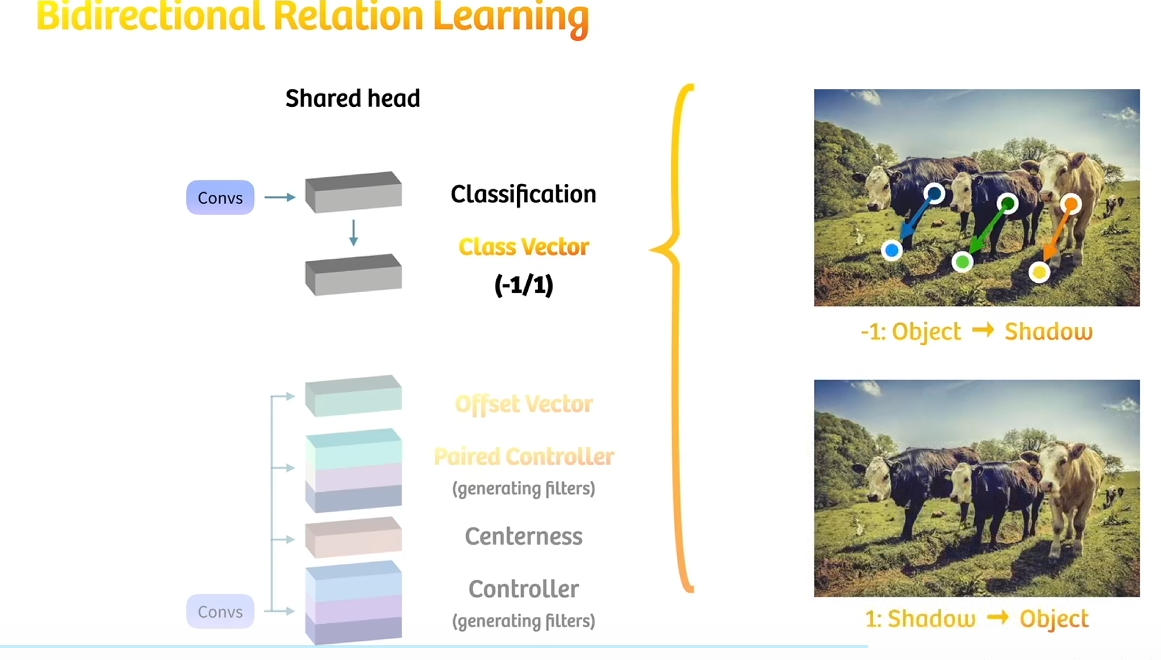 Bidirectional Relation Learning
Shared head
Convs
Classification
Class Vector
(-1/1)
Offset Vector
Paired Controller
(generating filters)
Centerness
Convs
Controller
(generating filters)
-1: Object → Shadow
1: Shadow → Object